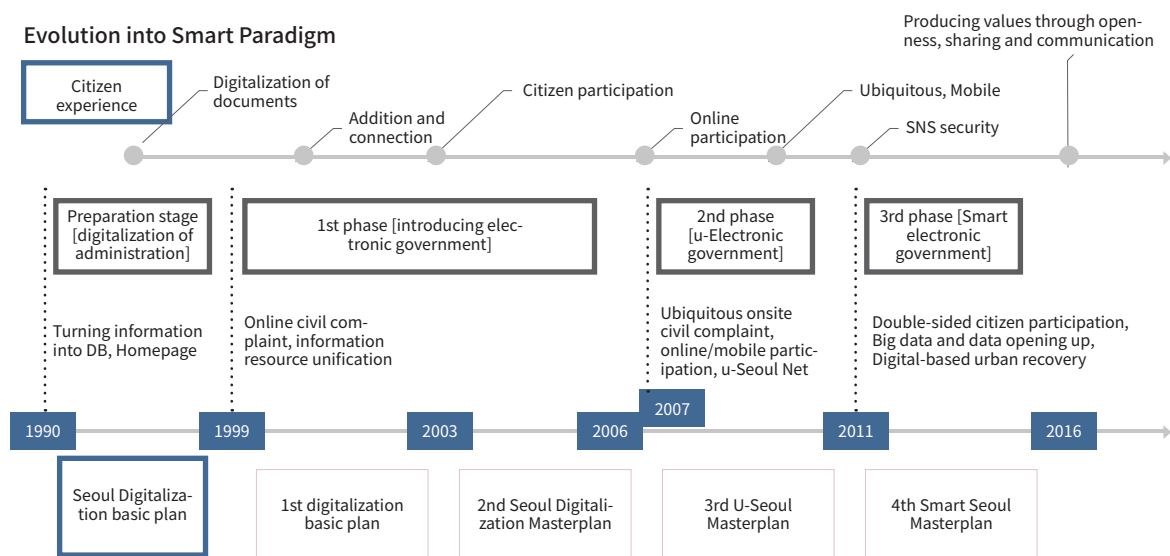 Evolution into Smart Paradigm
Producing values through open-
ness, sharing and communication
Citizen
experience
Digitalization of
documents
Addition and
connection
Citizen participation
Online
participation
Ubiquitous, Mobile
SNS security
Preparation stage
[digitalization of
administration]
1st phase [introducing elec-
tronic government]
2nd phase
[u-Electronic
government]
3rd phase [Smart
electronic
government]
Turning information
into DB, Homepage
Online civil com-
plaint, information
resource unification
Ubiquitous onsite
civil complaint,
online/mobile partic-
ipation, u-Seoul Net
Double-sided citizen participation,
Big data and data opening up,
Digital-based urban recovery
1990
1999
2003
2006
2007
2011
2016
Seoul Digitaliza-
tion basic plan
1st digitalization
basic plan
2nd Seoul Digital-
ization Masterplan
3rd U-Seoul
Masterplan
4th Smart Seoul
Masterplan